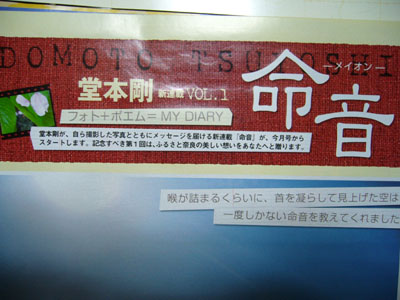 DOMOTO TSUYOSHI
命音
―メイオン―
堂本剛 新連載 VOL.1
フォト+ポエム= MY DIARY
堂本剛が、自ら撮影した写真とともにメッセージを届ける新連載『命音』が、今月号から
スタートします。記念すべき第1回は、ふるさと奈良の美しい想いをあなたへと贈ります。
喉が詰まるくらいに、首を凝らして見上げた空は
一度しかない命音を教えてくれました